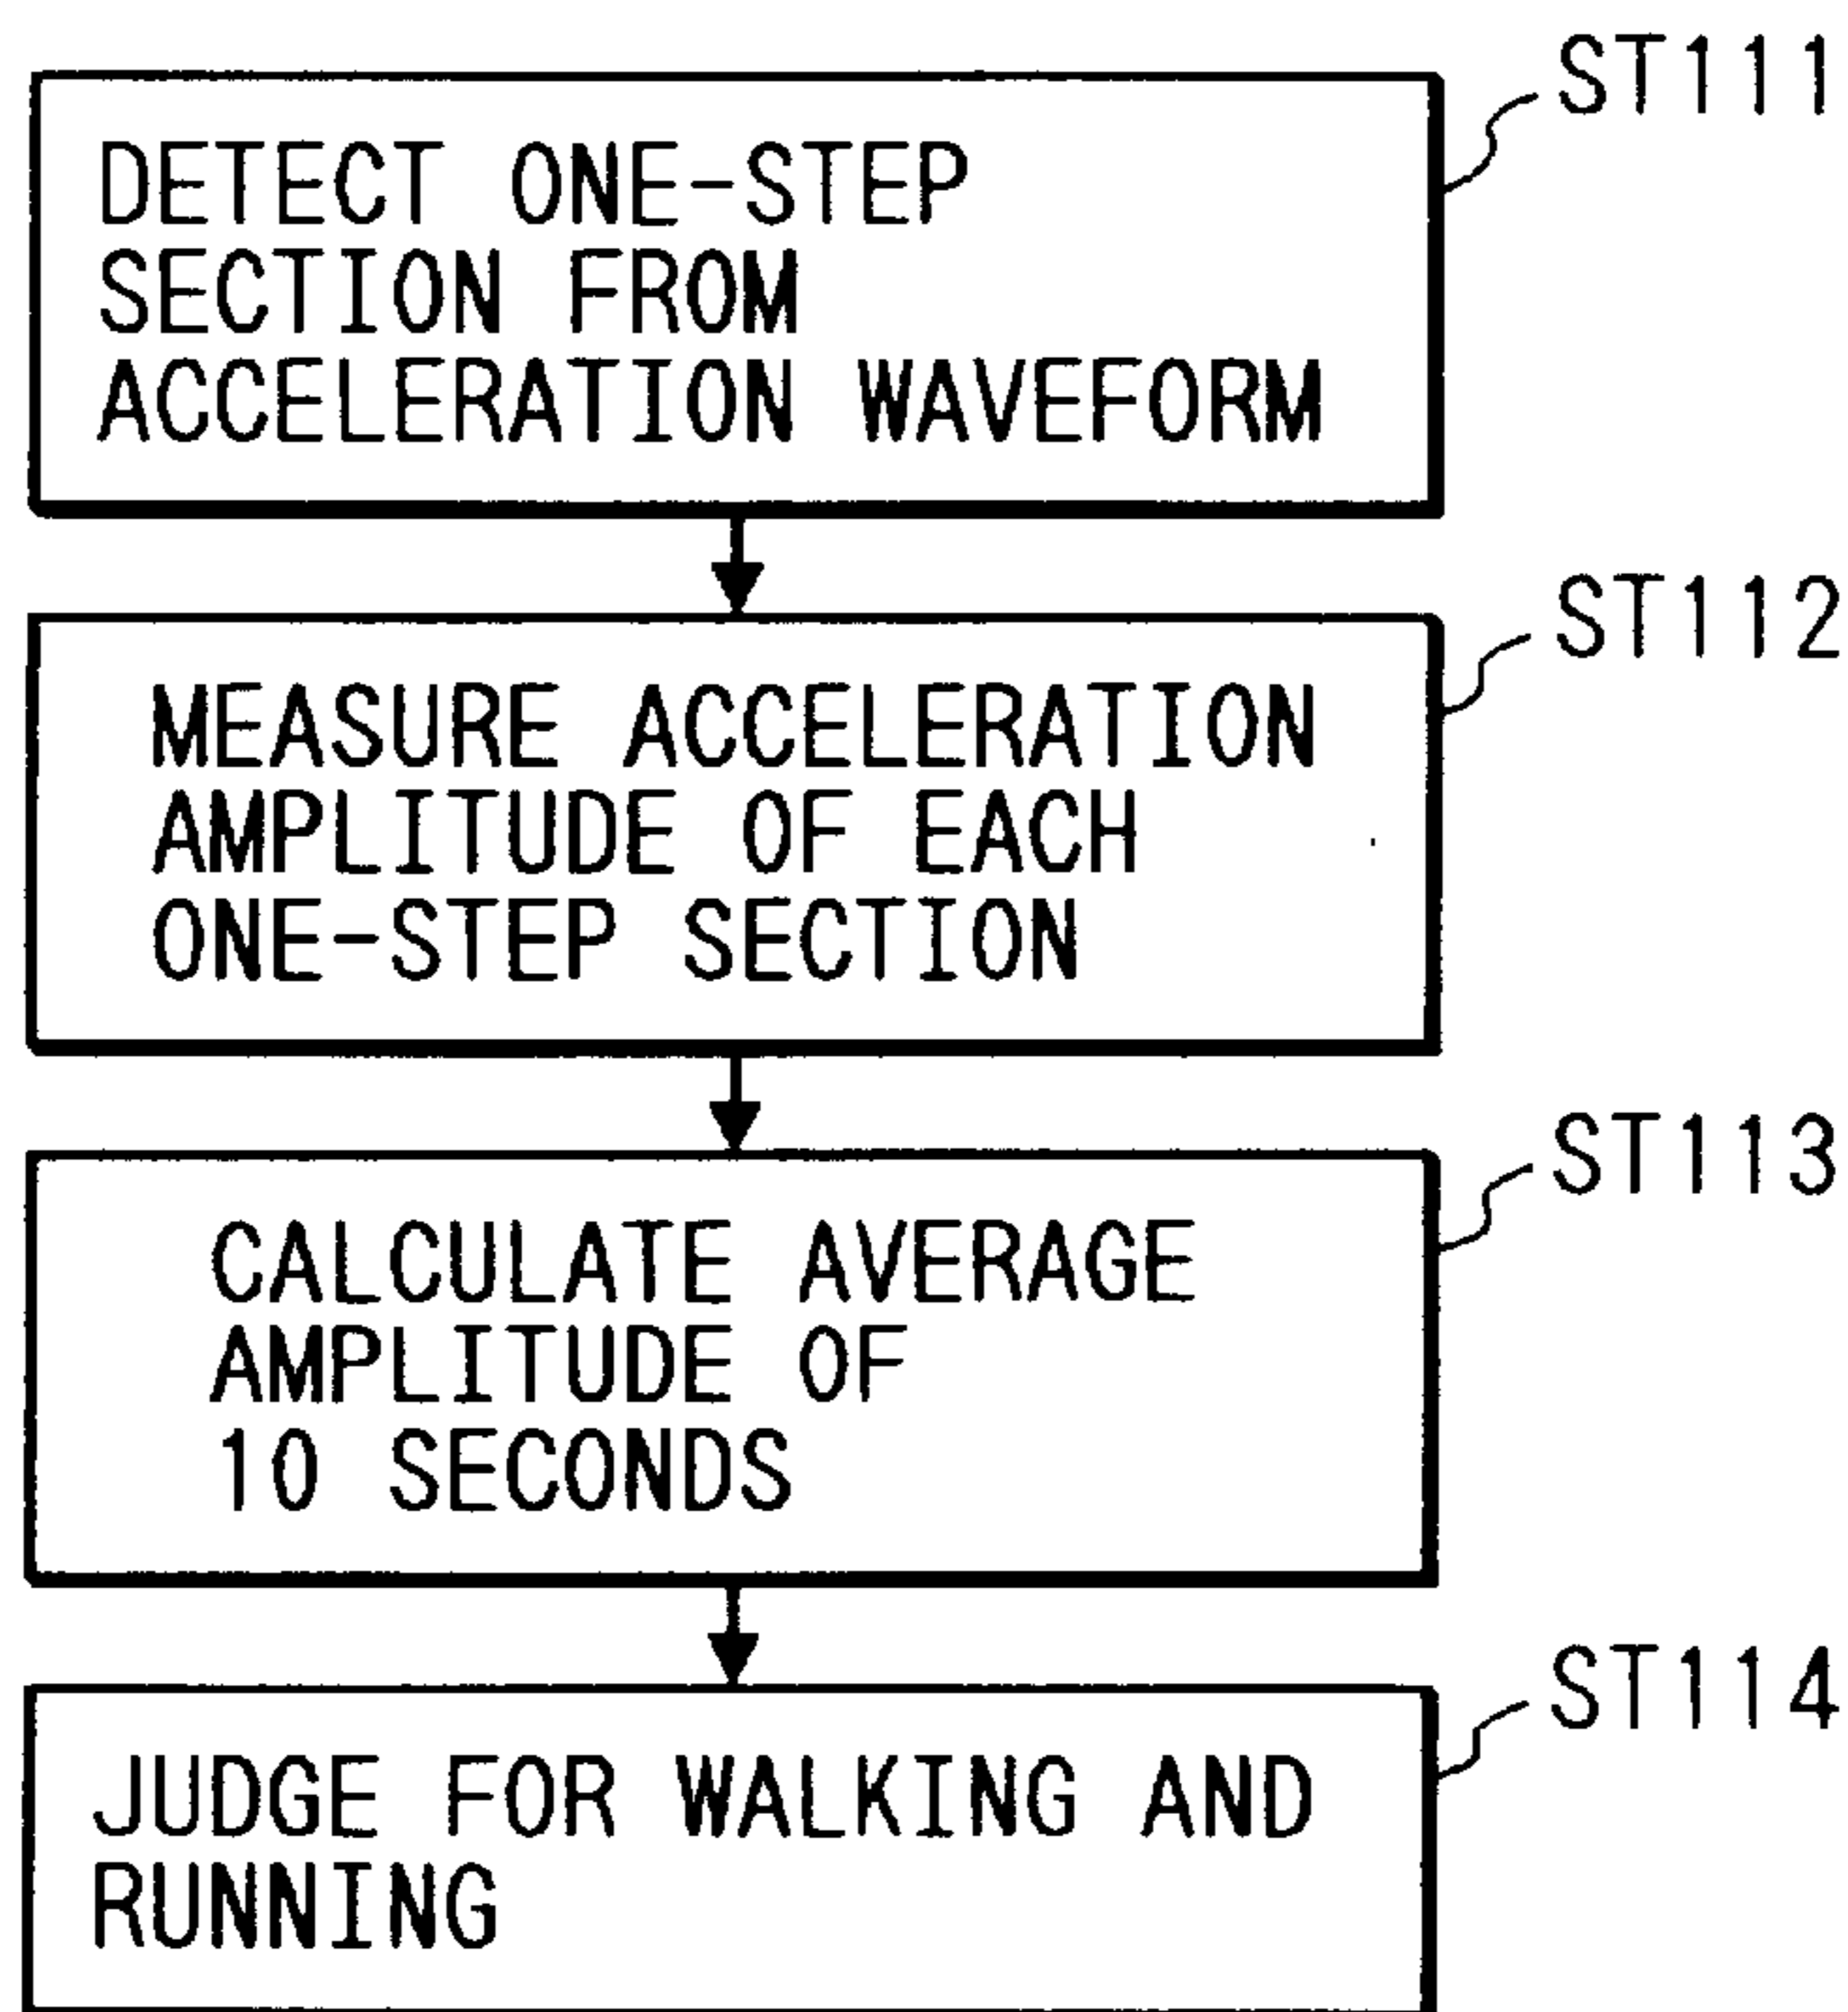 ST111
DETECT ONE-STEP
SECTION FROM
ACCELERATION WAVEFORM
ST112
MEASURE ACCELERATION
AMPLITUDE OF EACH
ONE-STEP SECTION
ST113
CALCULATE AVERAGE
AMPLITUDE OF
10 SECONDS
ST114
JUDGE FOR WALKING AND
RUNNING